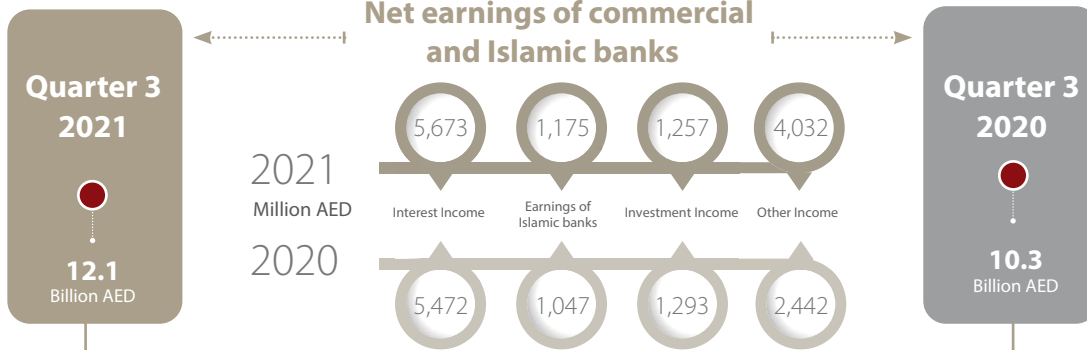 Net earnings of commercial
and Islamic banks
Quarter 3
2021
12.1
Billion AED
2021
Million AED
2020
5,673
1,175
1,257
4,032
Interest Income
Earnings of
Islamic banks
Investment Income
Other Income
5,472
1,047
1,293
2,442
Quarter 3
2020
10.3
Billion AED